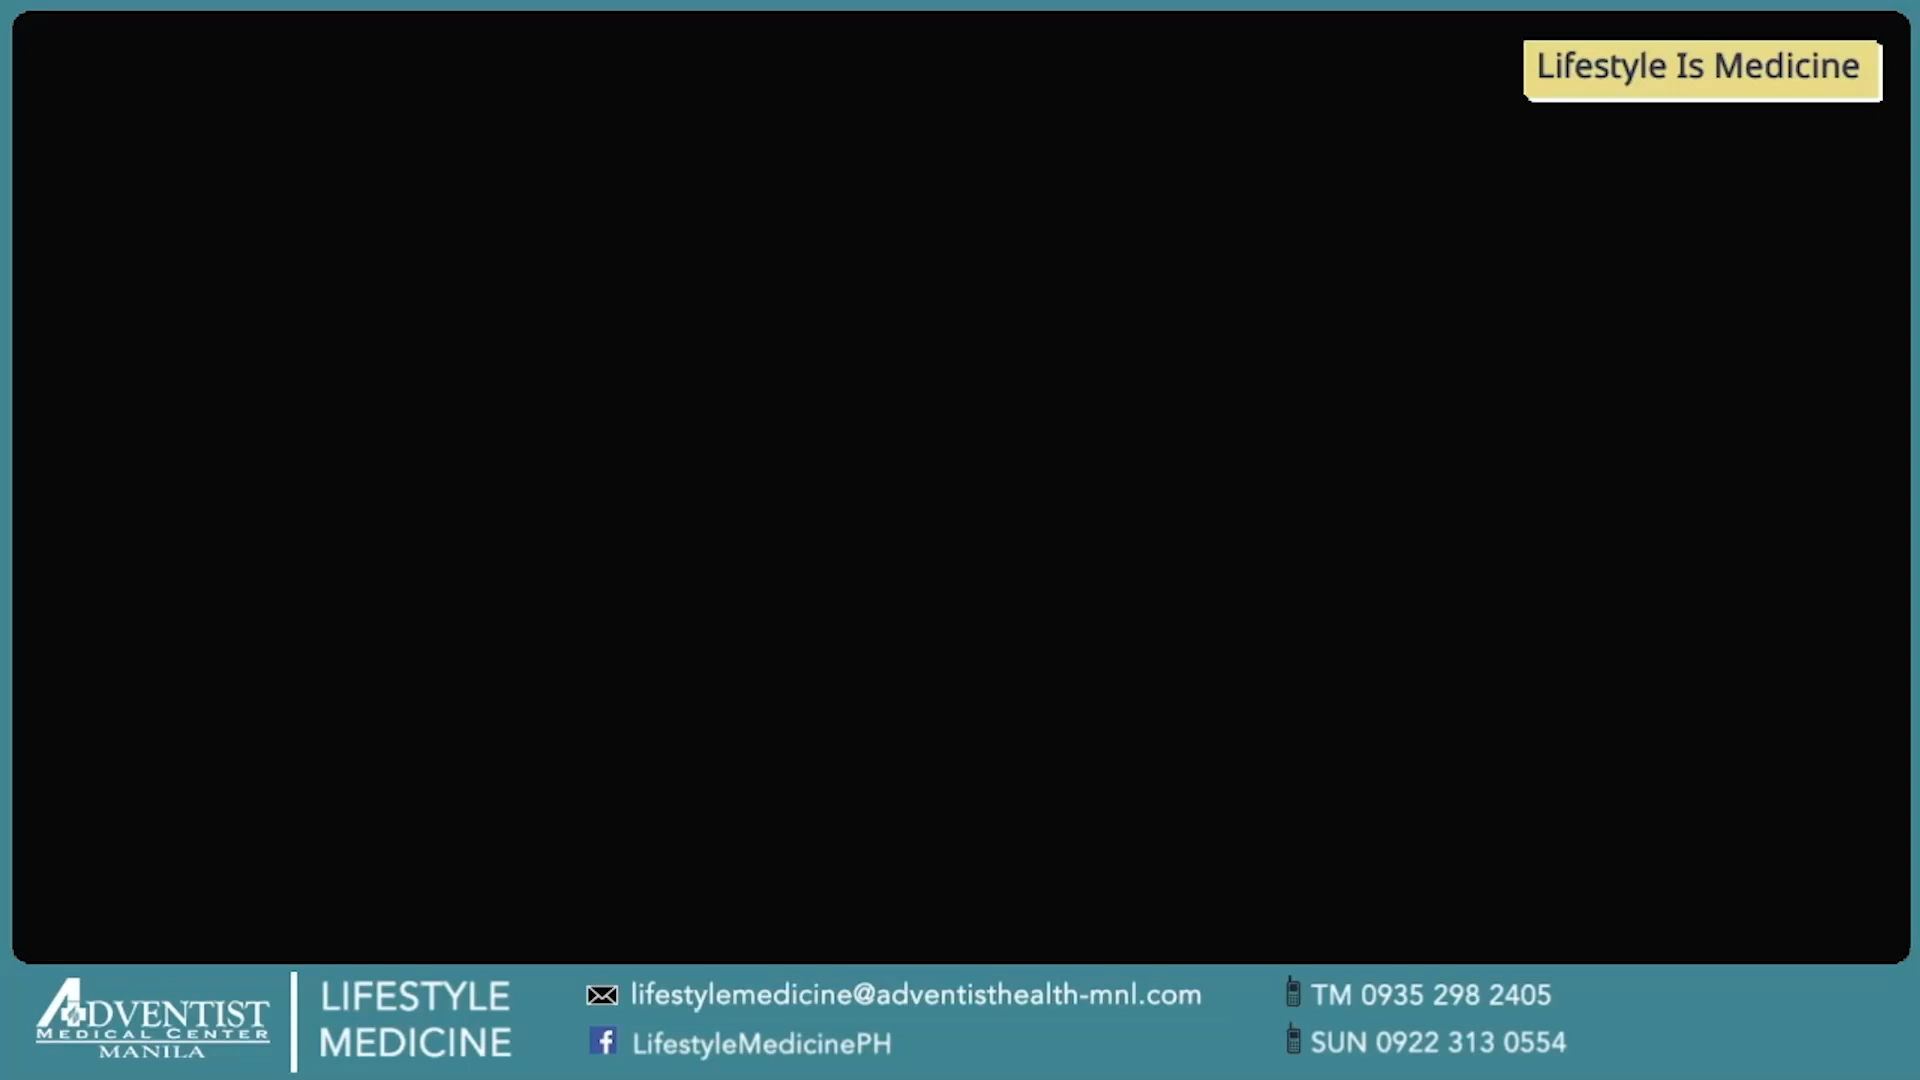 Lifestyle Is Medicine
ADVENTIST
MEDICAL CENTER
MANILA
LIFESTYLE
MEDICINE
lifestylemedicine@adventisthealth-mnl.com
LifestyleMedicinePH
TM 0935 298 2405
SUN 0922 313 0554